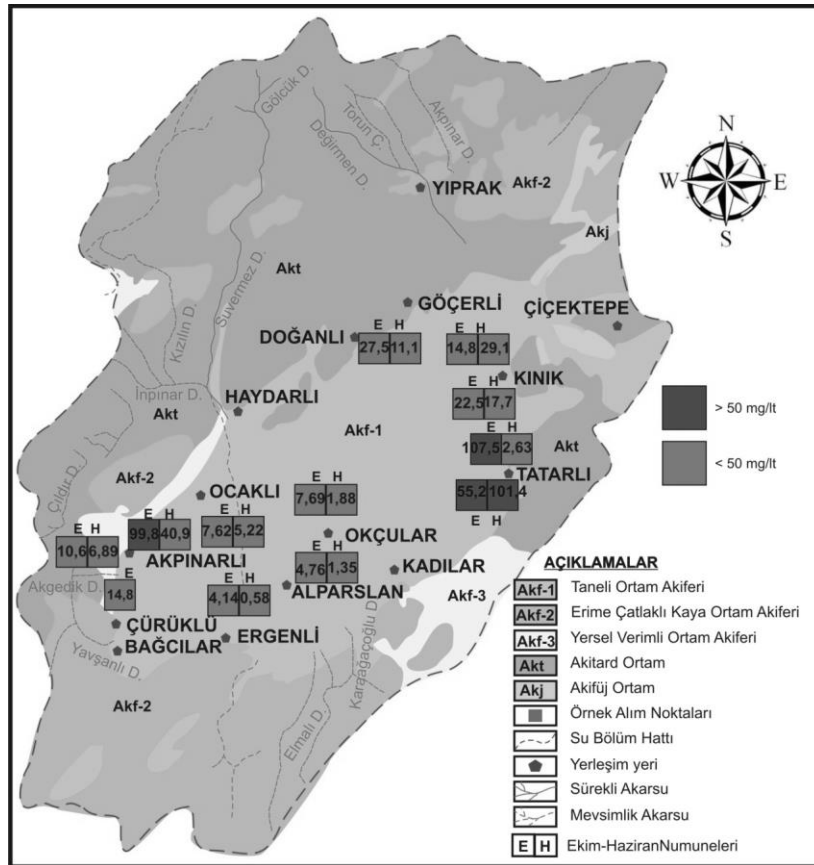 Gölcük D.
Torun Ç.
Akpınar D.
Değirmen D.
N
W E
S
YIPRAK
Akf-2
Akj
Akt
Suvermez D.
Kızılın D.
GÖÇERLİ
ÇİÇEKTEPE
DOĞANLI
E H
27,5 11,1
E H
14,8 29,1
KINIK
E H
22,5 17,7
İnpınar D.
HAYDARLI
Akt
Akf-1
E H
107,5 2,63
Akt
> 50 mg/lt
< 50 mg/lt
TATARLI
55,2 101,4
E H
Akf-2
Çıldır D.
OCAKLI
E H
7,69 1,88
E H
10,6 6,89
E H
99,8 40,9
E H
7,62 5,22
AKPINARLI
OKÇULAR
E H
4,76 1,35
KADILAR
ALPARSLAN
Akgedik D.
E
14,8
E H
4,14 0,58
Akf-3
ÇÜRÜKLÜ
BAĞCILAR
ERGENLİ
Yavşanlı D.
Karaağaçoğlu D.
Elmalı D.
Akf-2
AÇIKLAMALAR
Akf-1 Taneli Ortam Akiferi
Akf-2 Erime Çatlaklı Kaya Ortam Akiferi
Akf-3 Yersel Verimli Ortam Akiferi
Akt Akitard Ortam
Akj Akifüj Ortam
Örnek Alım Noktaları
Su Bölüm Hattı
Yerleşim yeri
Sürekli Akarsu
Mevsimlik Akarsu
E H Ekim-HaziranNumuneleri